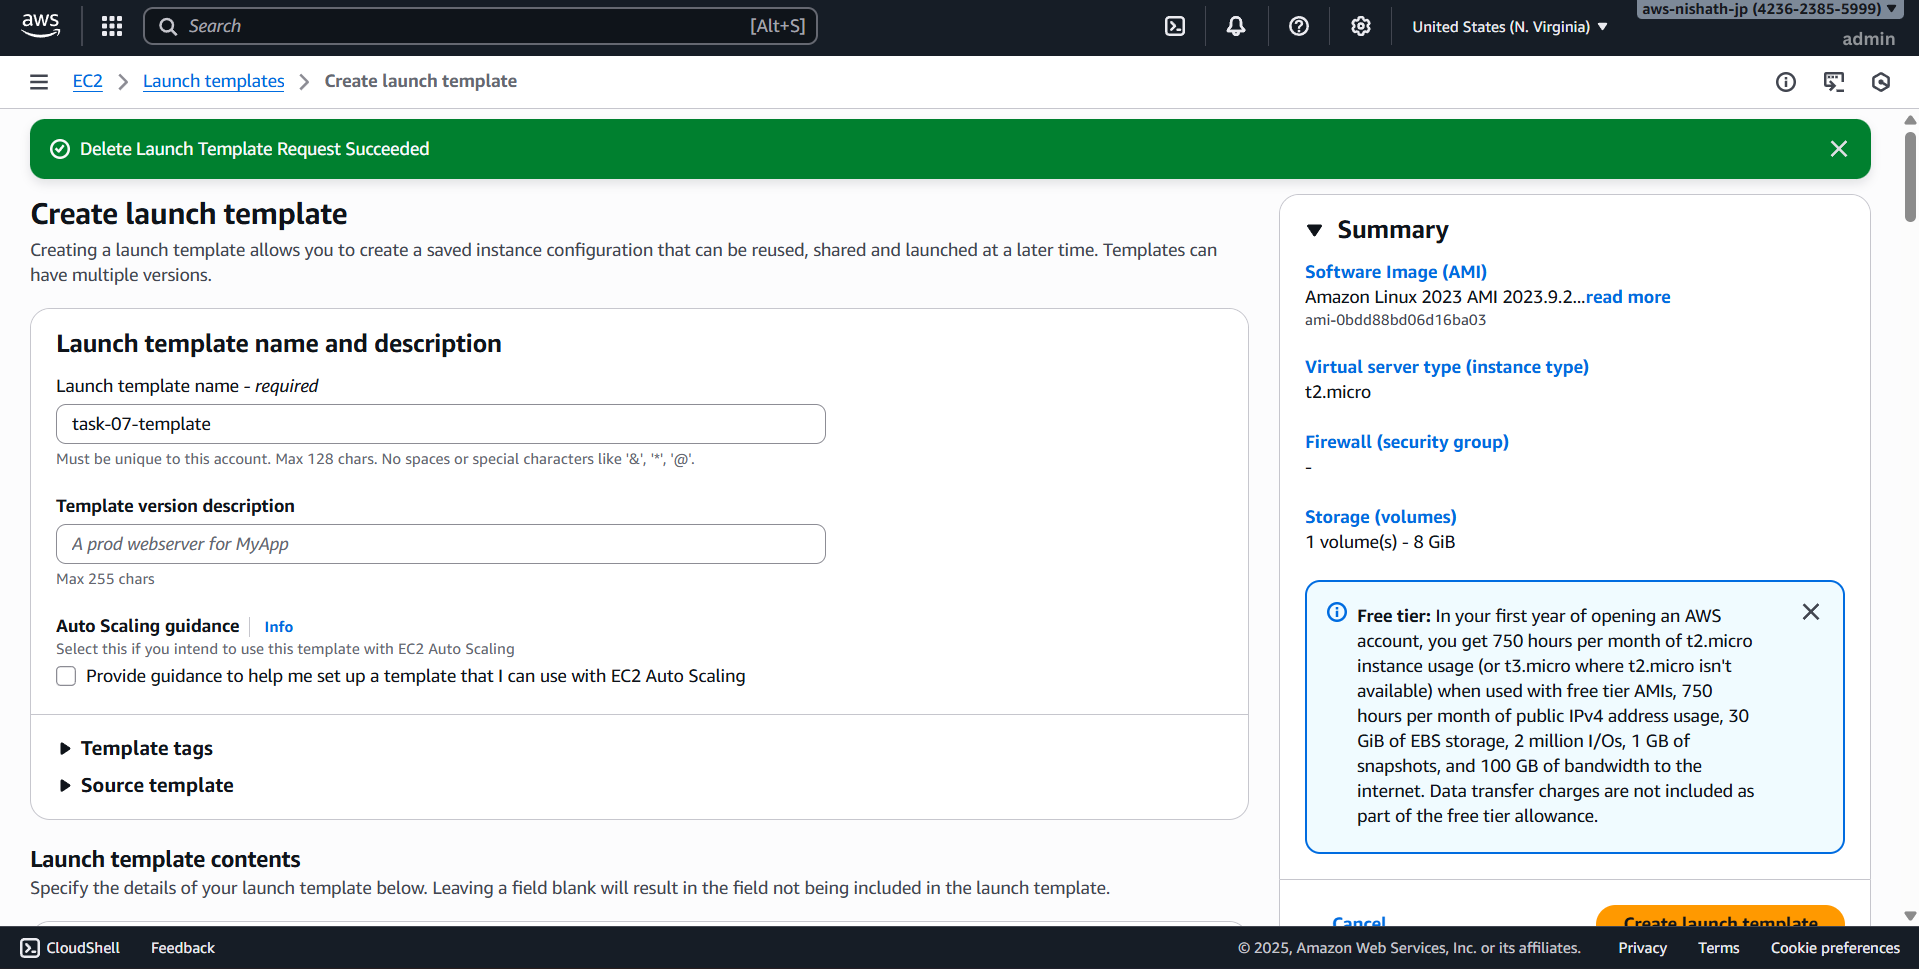 aws
Search
[Alt+S]
United States (N. Virginia)
aws-nishath-jp (4236-2385-5999)
admin
EC2
Launch templates
Create launch template
Delete Launch Template Request Succeeded
Create launch template
Creating a launch template allows you to create a saved instance configuration that can be reused, shared and launched at a later time. Templates can
have multiple versions.
Launch template name and description
Launch template name - required
task-07-template
Must be unique to this account. Max 128 chars. No spaces or special characters like '&', '*', '@'.
Template version description
A prod webserver for MyApp
Max 255 chars
Auto Scaling guidance
Info
Select this if you intend to use this template with EC2 Auto Scaling
Provide guidance to help me set up a template that I can use with EC2 Auto Scaling
Template tags
Source template
Launch template contents
Specify the details of your launch template below. Leaving a field blank will result in the field not being included in the launch template.
Summary
Software Image (AMI)
Amazon Linux 2023 AMI 2023.9.2...read more
ami-0bdd88bd06d16ba03
Virtual server type (instance type)
t2.micro
Firewall (security group)
-
Storage (volumes)
1 volume(s) - 8 GiB
Free tier: In your first year of opening an AWS
account, you get 750 hours per month of t2.micro
instance usage (or t3.micro where t2.micro isn't
available) when used with free tier AMIs, 750
hours per month of public IPv4 address usage, 30
GiB of EBS storage, 2 million I/Os, 1 GB of
snapshots, and 100 GB of bandwidth to the
internet. Data transfer charges are not included as
part of the free tier allowance.
Cancel
Create launch template
CloudShell
Feedback
© 2025, Amazon Web Services, Inc. or its affiliates.
Privacy
Terms
Cookie preferences